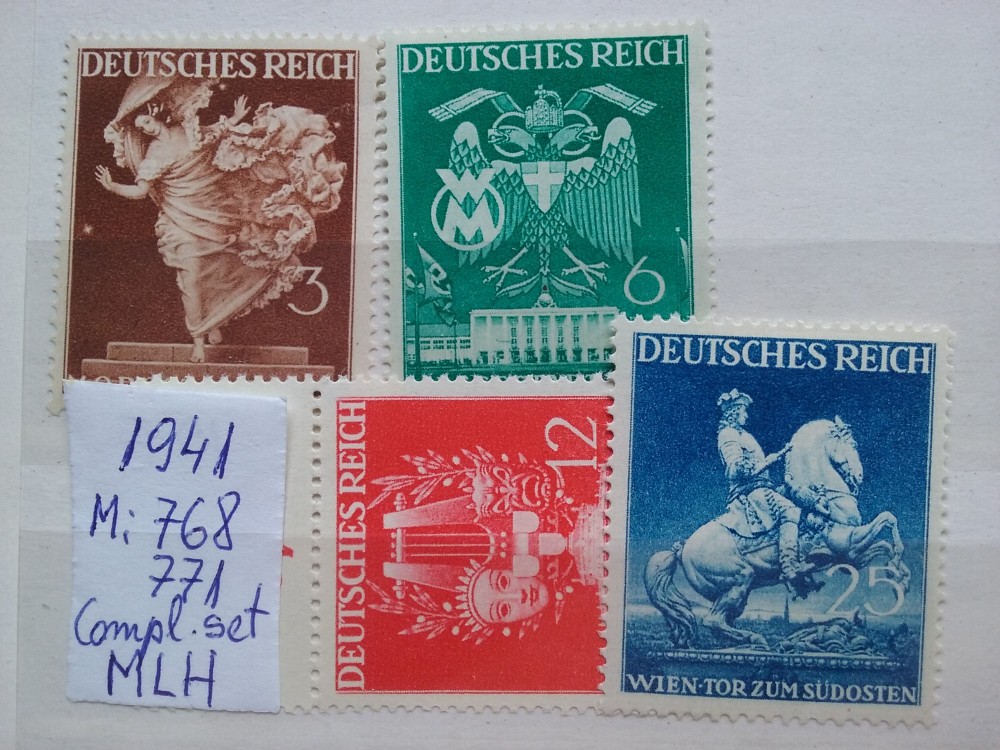 DEUTSCHES REICH
3
DEUTSCHES REICH
WM
6
1941
Mi 768
771
Compl. set
MLH
DEUTSCHES REICH
12
DEUTSCHES REICH
25
WIEN·TOR ZUM SÜDOSTEN